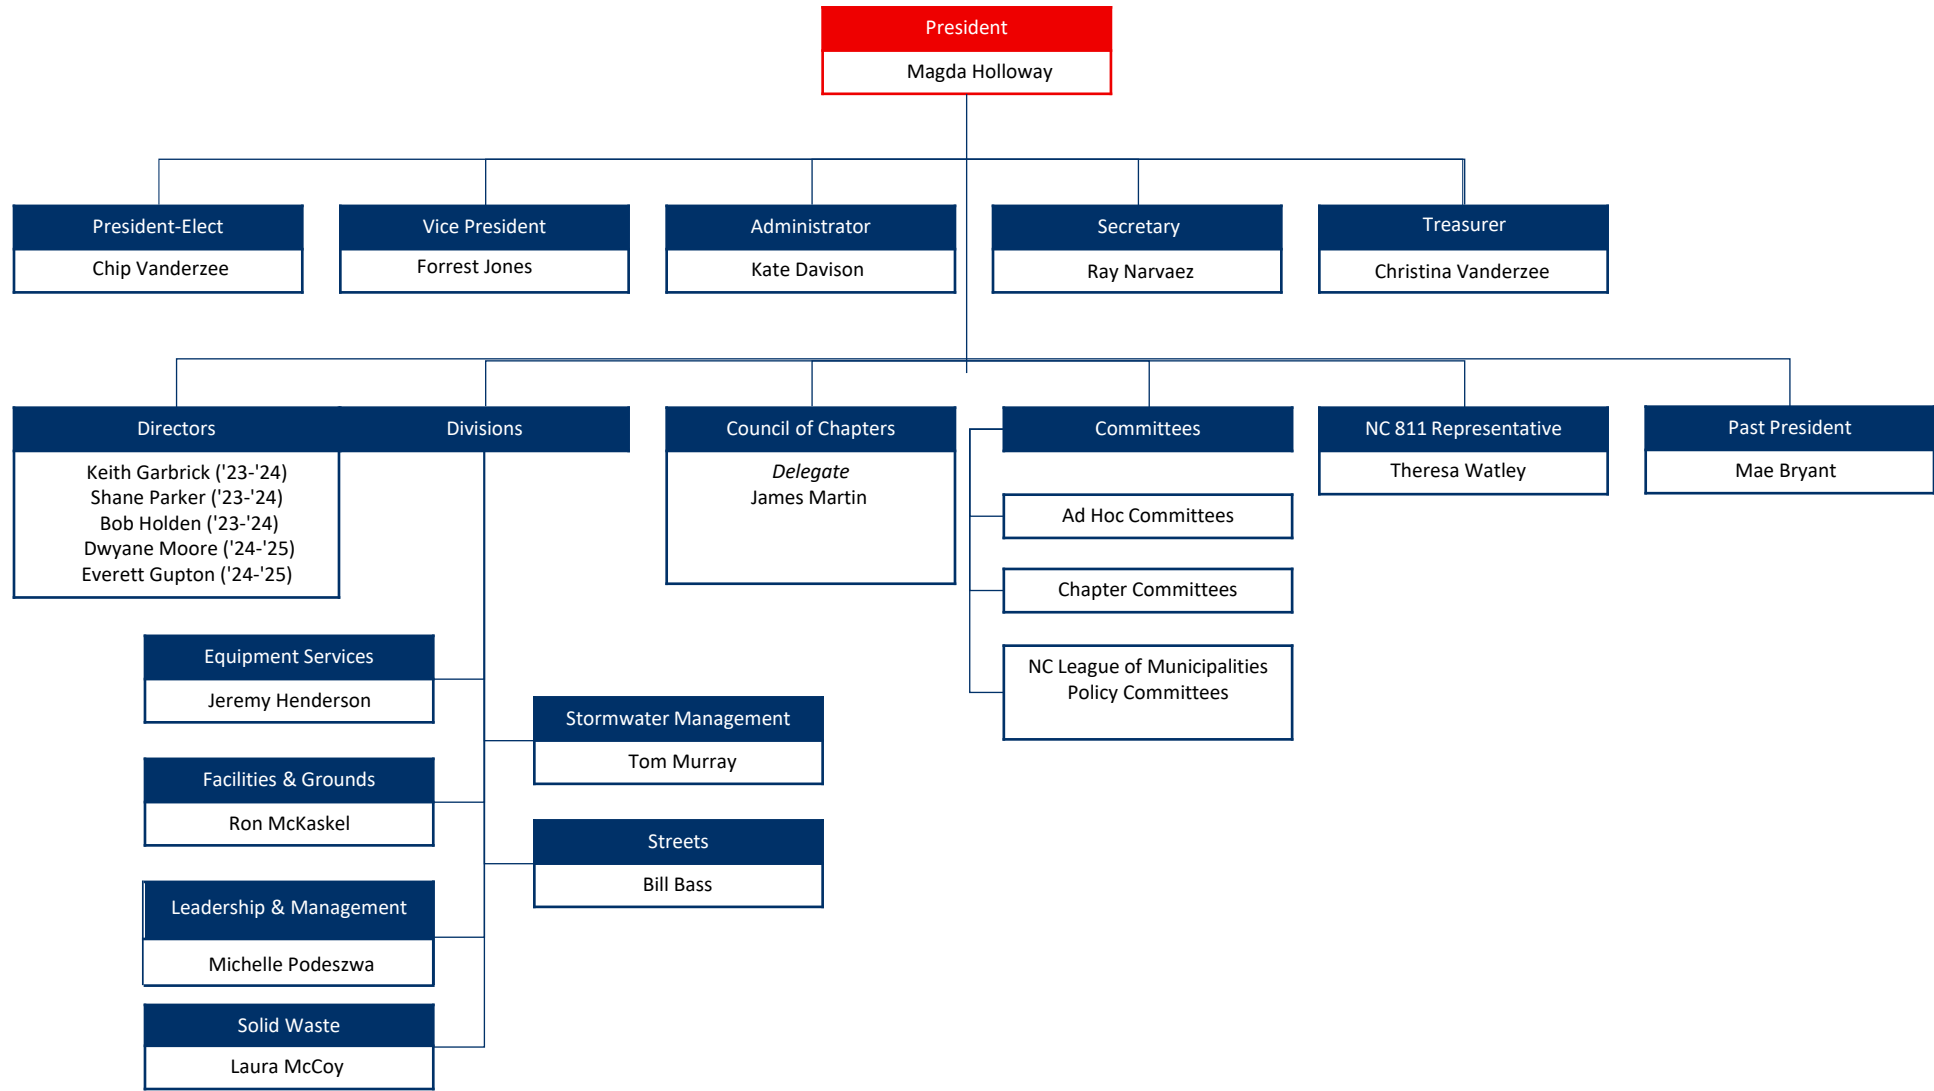 President
Magda Holloway
President-Elect
Chip Vanderzee
Vice President
Forrest Jones
Administrator
Kate Davison
Secretary
Ray Narvaez
Treasurer
Christina Vanderzee
Directors
Keith Garbrick ('23-'24)
Shane Parker ('23-'24)
Bob Holden ('23-'24)
Dwyane Moore ('24-'25)
Everett Gupton ('24-'25)
Divisions
Equipment Services
Jeremy Henderson
Facilities & Grounds
Ron McKaskel
Leadership & Management
Michelle Podeszwa
Solid Waste
Laura McCoy
Stormwater Management
Tom Murray
Streets
Bill Bass
Council of Chapters
Delegate
James Martin
Committees
Ad Hoc Committees
Chapter Committees
NC League of Municipalities
Policy Committees
NC 811 Representative
Theresa Watley
Past President
Mae Bryant